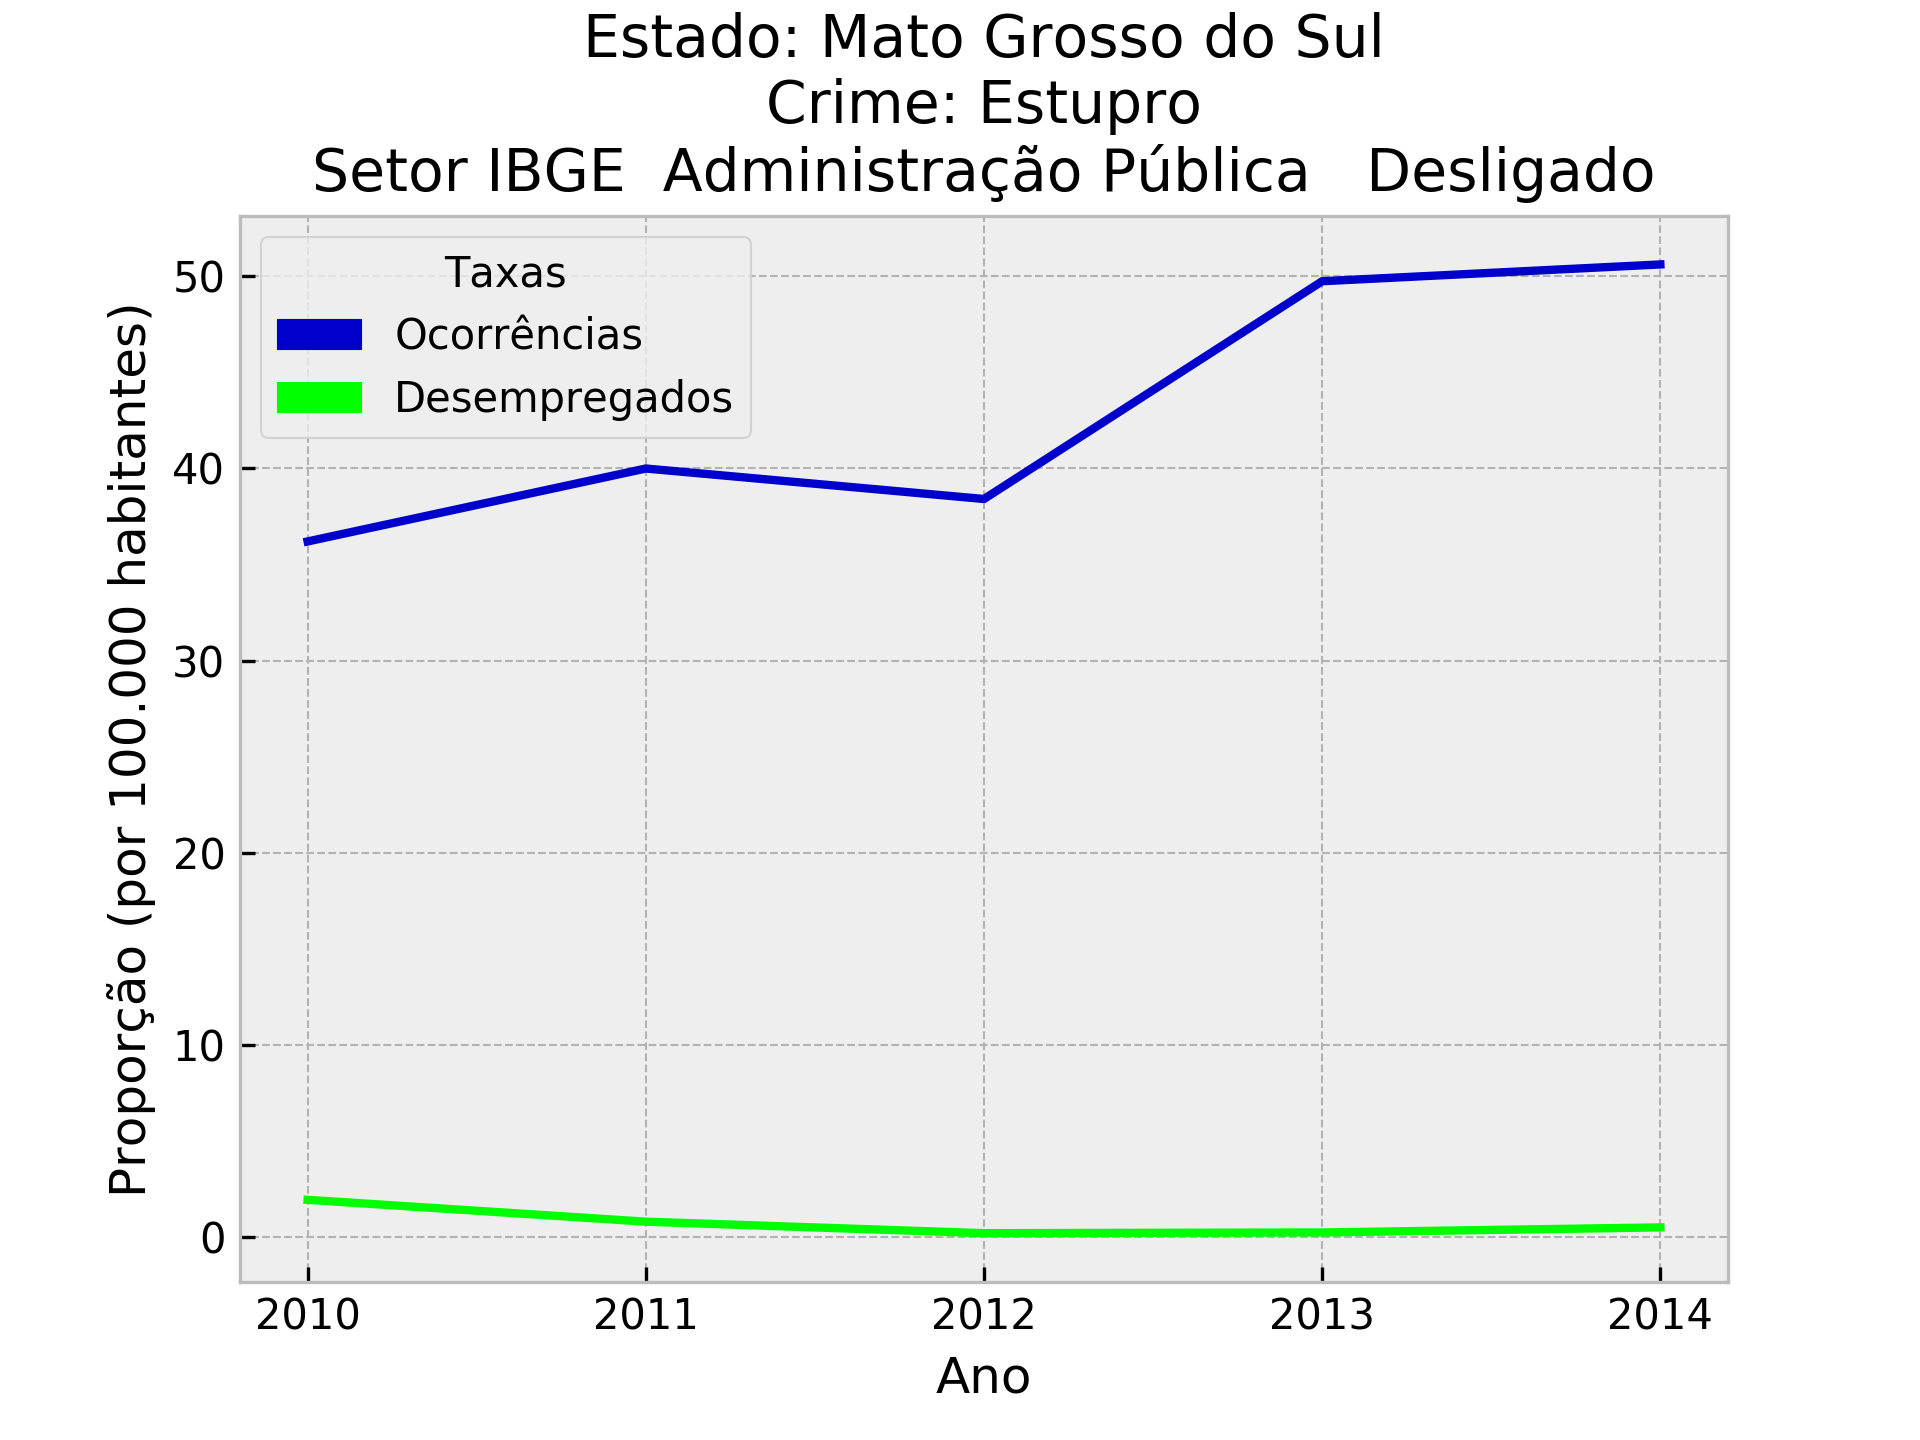 Estado: Mato Grosso do Sul
Crime: Estupro
Setor IBGE  Administração Pública   Desligado
Taxas
Ocorrências
Desempregados
Proporção (por 100.000 habitantes)
50
40
30
20
10
0
2010 2011 2012 2013 2014
Ano